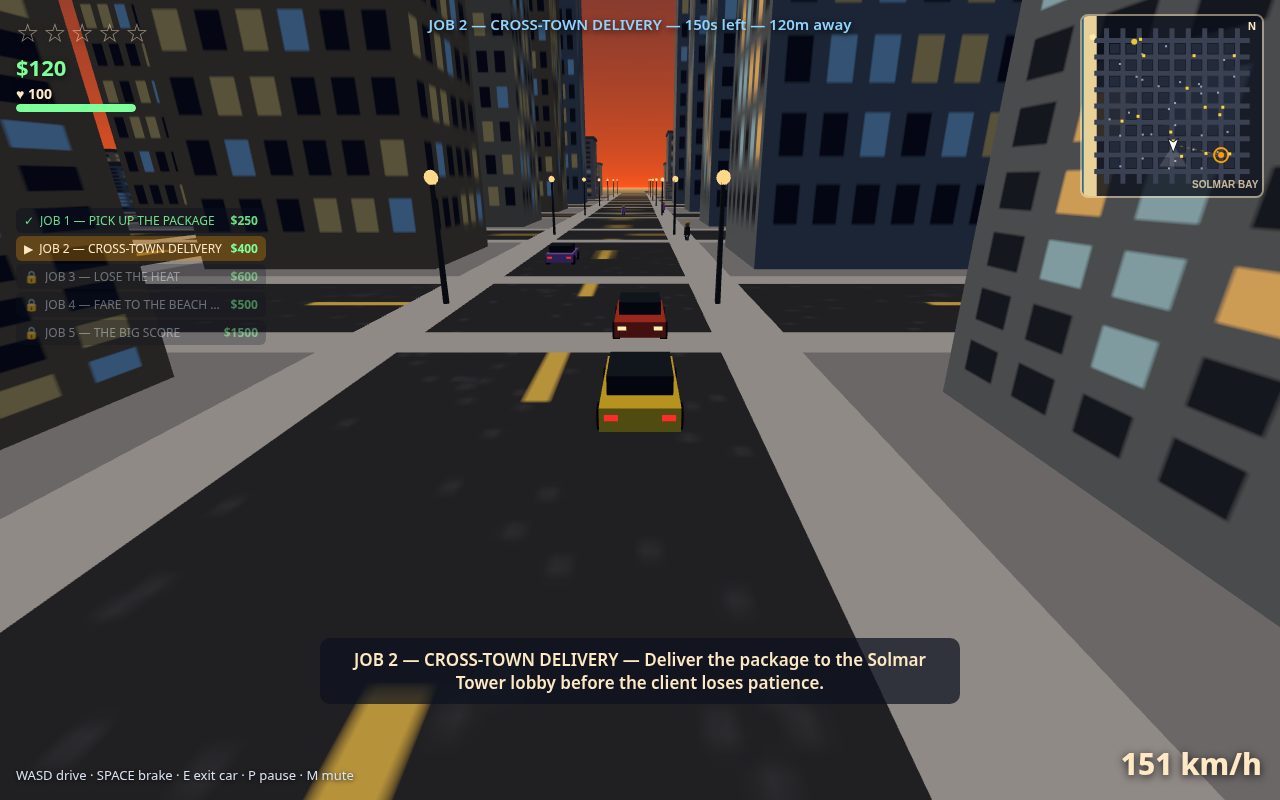 JOB 2 — CROSS-TOWN DELIVERY — 150s left — 120m away
☆ ☆ ☆ ☆ ☆
$120
♥ 100
N
SOLMAR BAY
✓ JOB 1 — PICK UP THE PACKAGE $250
▶ JOB 2 — CROSS-TOWN DELIVERY $400
🔒 JOB 3 — LOSE THE HEAT $600
🔒 JOB 4 — FARE TO THE BEACH ... $500
🔒 JOB 5 — THE BIG SCORE $1500
JOB 2 — CROSS-TOWN DELIVERY — Deliver the package to the Solmar
Tower lobby before the client loses patience.
WASD drive · SPACE brake · E exit car · P pause · M mute
151 km/h